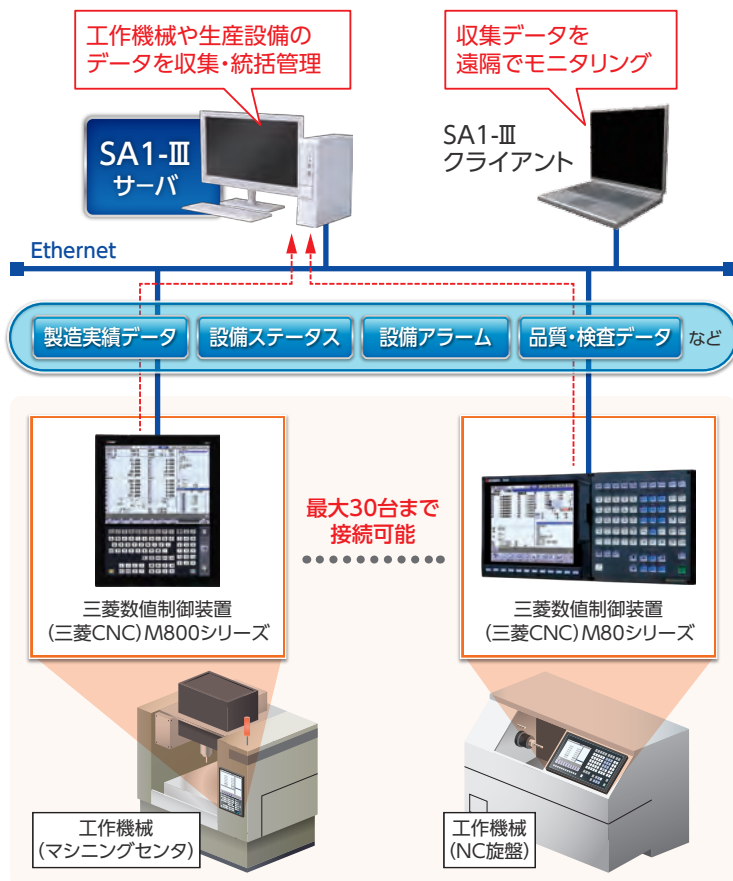 工作機械や生産設備の
データを収集・統括管理
収集データを
遠隔でモニタリング
SA1-Ⅲ
サーバ
SA1-Ⅲ
クライアント
Ethernet
製造実績データ
設備ステータス
設備アラーム
品質・検査データ
など
最大30台まで
接続可能
三菱数値制御装置
(三菱CNC)M800シリーズ
三菱数値制御装置
(三菱CNC)M80シリーズ
工作機械
(マシニングセンタ)
工作機械
(NC旋盤)